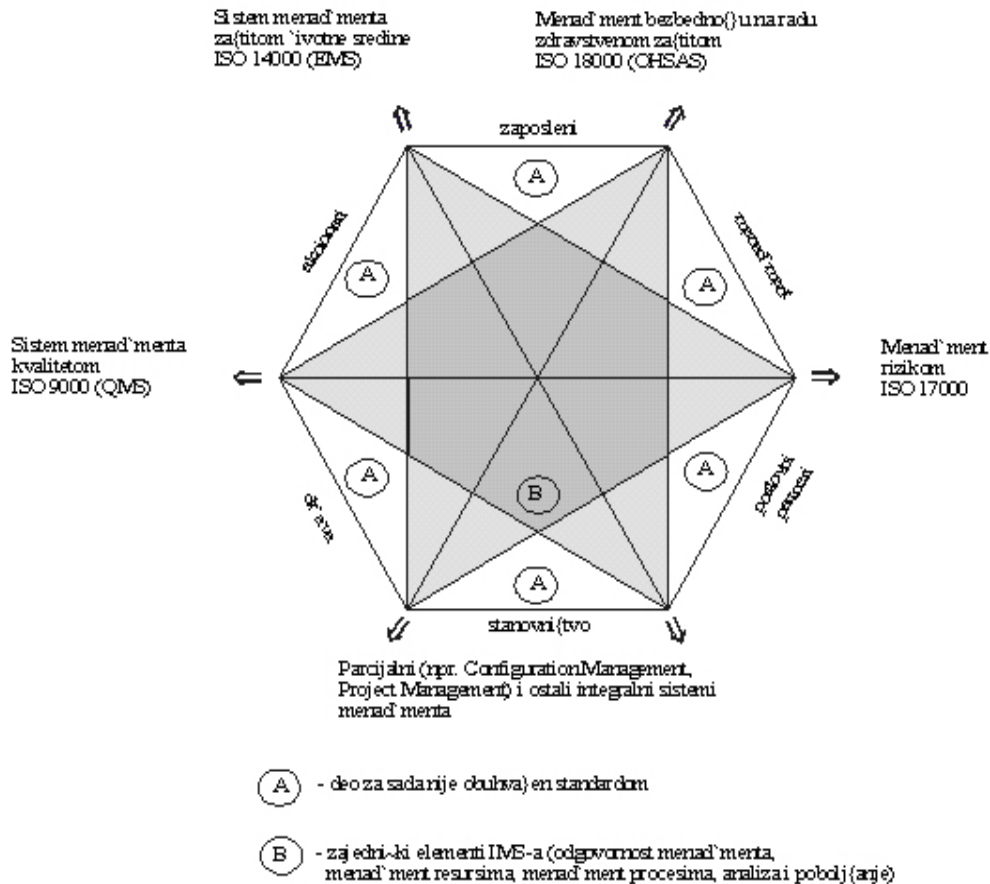 Sistem menad`menta
za{titom `ivotne sredine
ISO 14000 (EMS)
Menad`ment bezbedno{}u na radu
zdravstvenom za{titom
ISO 18000 (OHSAS)
zaposleni
A
A
A
Sistem menad`menta
kvalitetom
ISO 9000 (QMS)
Menad`ment
rizikom
ISO 17000
A
A
B
poslovni
A
stanovni{tvo
Parcijalni (npr. Configuration Management,
Project Management) i ostali integralni sistemi
menad`menta
A - deo za sada nije obuhva}en standardom
B - zajedni~ki elementi IMS-a (odgovornost menad`menta,
menad`ment resursima, menad`ment procesima, analiza i pobolj{anje)